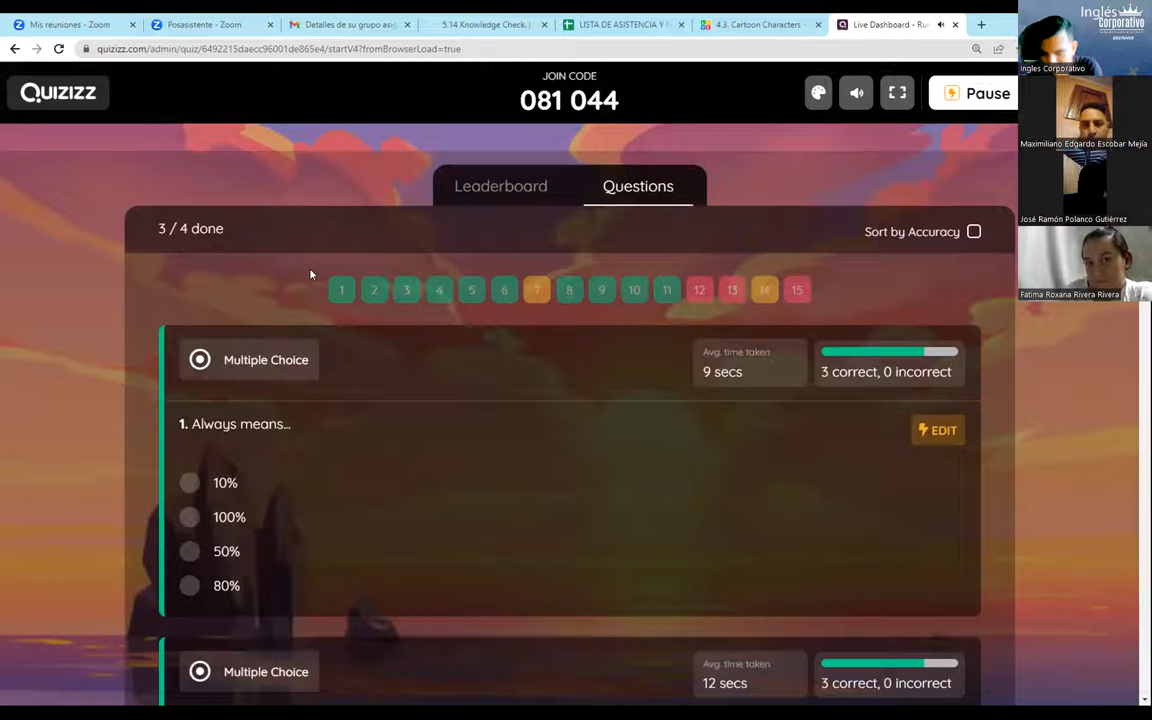 Mis reuniones - Zoom
Posasistente - Zoom
Detalles de su grupo asi
5.14 Knowledge Check.
LISTA DE ASISTENCIA Y
4.3. Cartoon Characters -
Live Dashboard - Ru
quizizz.com/admin/quiz/6492215daecc96001de865e4/startV4?fromBrowserLoad=true
Inglés
Corporativo
BEGINNER
Ingles Corporativo
Quizizz
JOIN CODE
081 044
Pause
Maximiliano Edgardo Escobar Mejía
José Ramón Polanco Gutiérrez
Fatima Roxana Rivera Rivera
Leaderboard
Questions
3 / 4 done
Sort by Accuracy
1 2 3 4 5 6 7 8 9 10 11 12 13 14 15
Multiple Choice
Avg. time taken
9 secs
3 correct, 0 incorrect
1. Always means...
EDIT
10%
100%
50%
80%
Multiple Choice
Avg. time taken
12 secs
3 correct, 0 incorrect